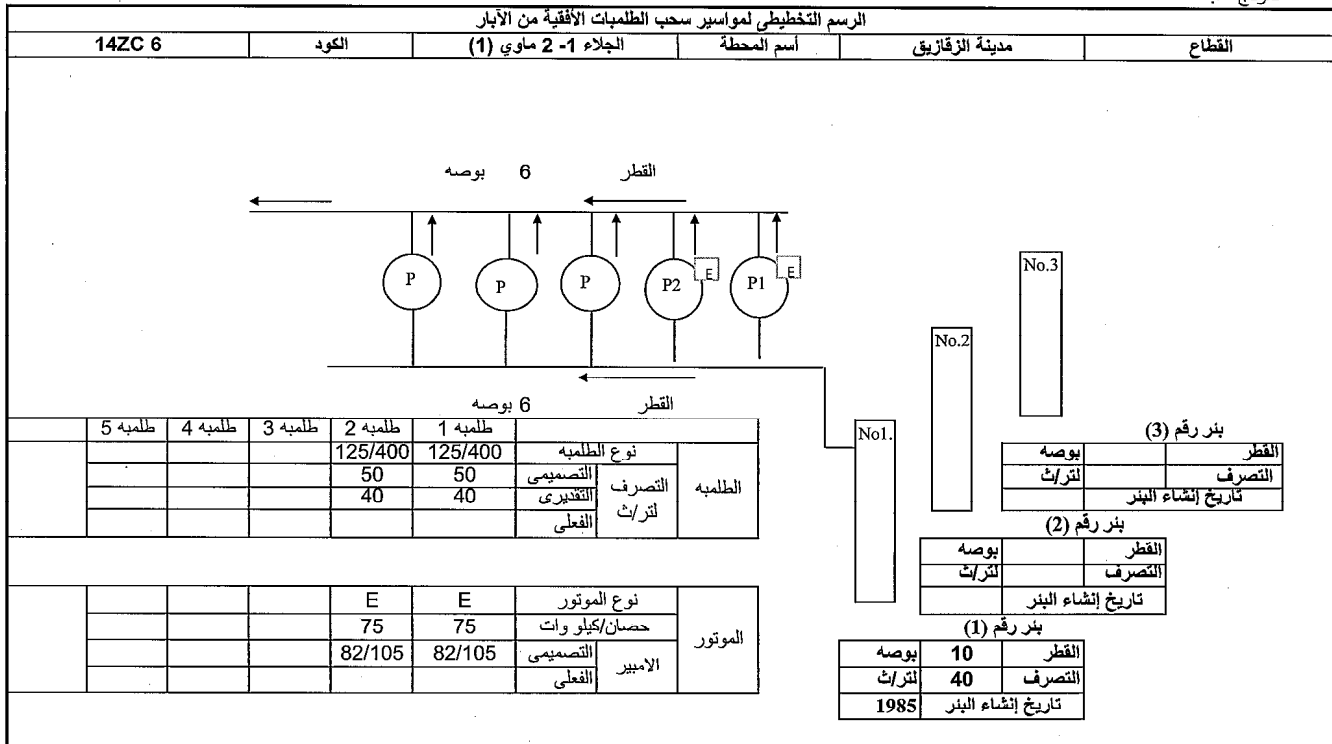 الرسم التخطيطى لمواسير سحب الطلمبات الأفقية من الآبار
القطاع مدينة الزقازيق أسم المحطة الجلاء 1- 2 ماوي (1) الكود 14ZC 6
القطر 6 بوصه
P P P P2 E P1 E
No.3
No.2
No1.
القطر 6 بوصه
طلمبه 1 طلمبه 2 طلمبه 3 طلمبه 4 طلمبه 5
الطلمبه نوع الطلمبه 125/400 125/400
التصرف لتر/ث التصميمى 50 50
التقديرى 40 40
الفعلى
الموتور نوع الموتور E E
حصان/كيلو وات 75 75
الامبير التصميمى 82/105 82/105
الفعلى
بئر رقم (3)
القطر بوصه
التصرف لتر/ث
تاريخ إنشاء البئر
بئر رقم (2)
القطر بوصه
التصرف لتر/ث
تاريخ إنشاء البئر
بئر رقم (1)
القطر 10 بوصه
التصرف 40 لتر/ث
تاريخ إنشاء البئر 1985